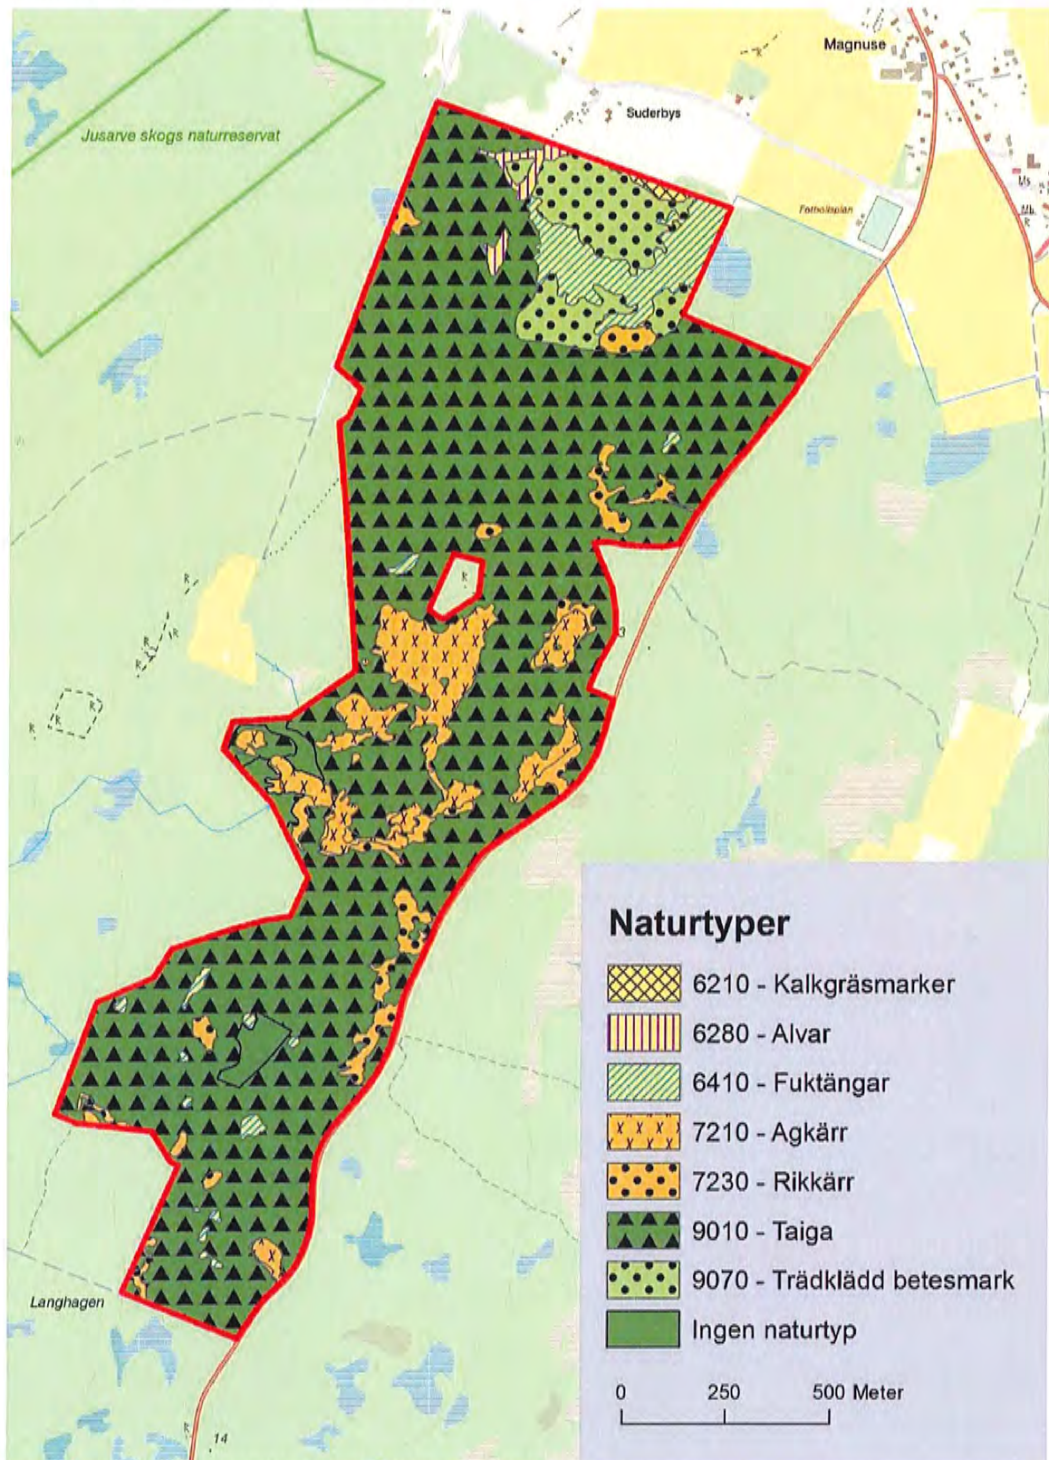 Magnuse
Suderbys
Jusarve skogs naturreservat
Fotbollsplan
R
R
R
R
R
R
3
Langhagen
R
14
Naturtyper
6210 - Kalkgräsmarker
6280 - Alvar
6410 - Fuktängar
7210 - Agkärr
7230 - Rikkärr
9010 - Taiga
9070 - Trädklädd betesmark
Ingen naturtyp
0 250 500 Meter